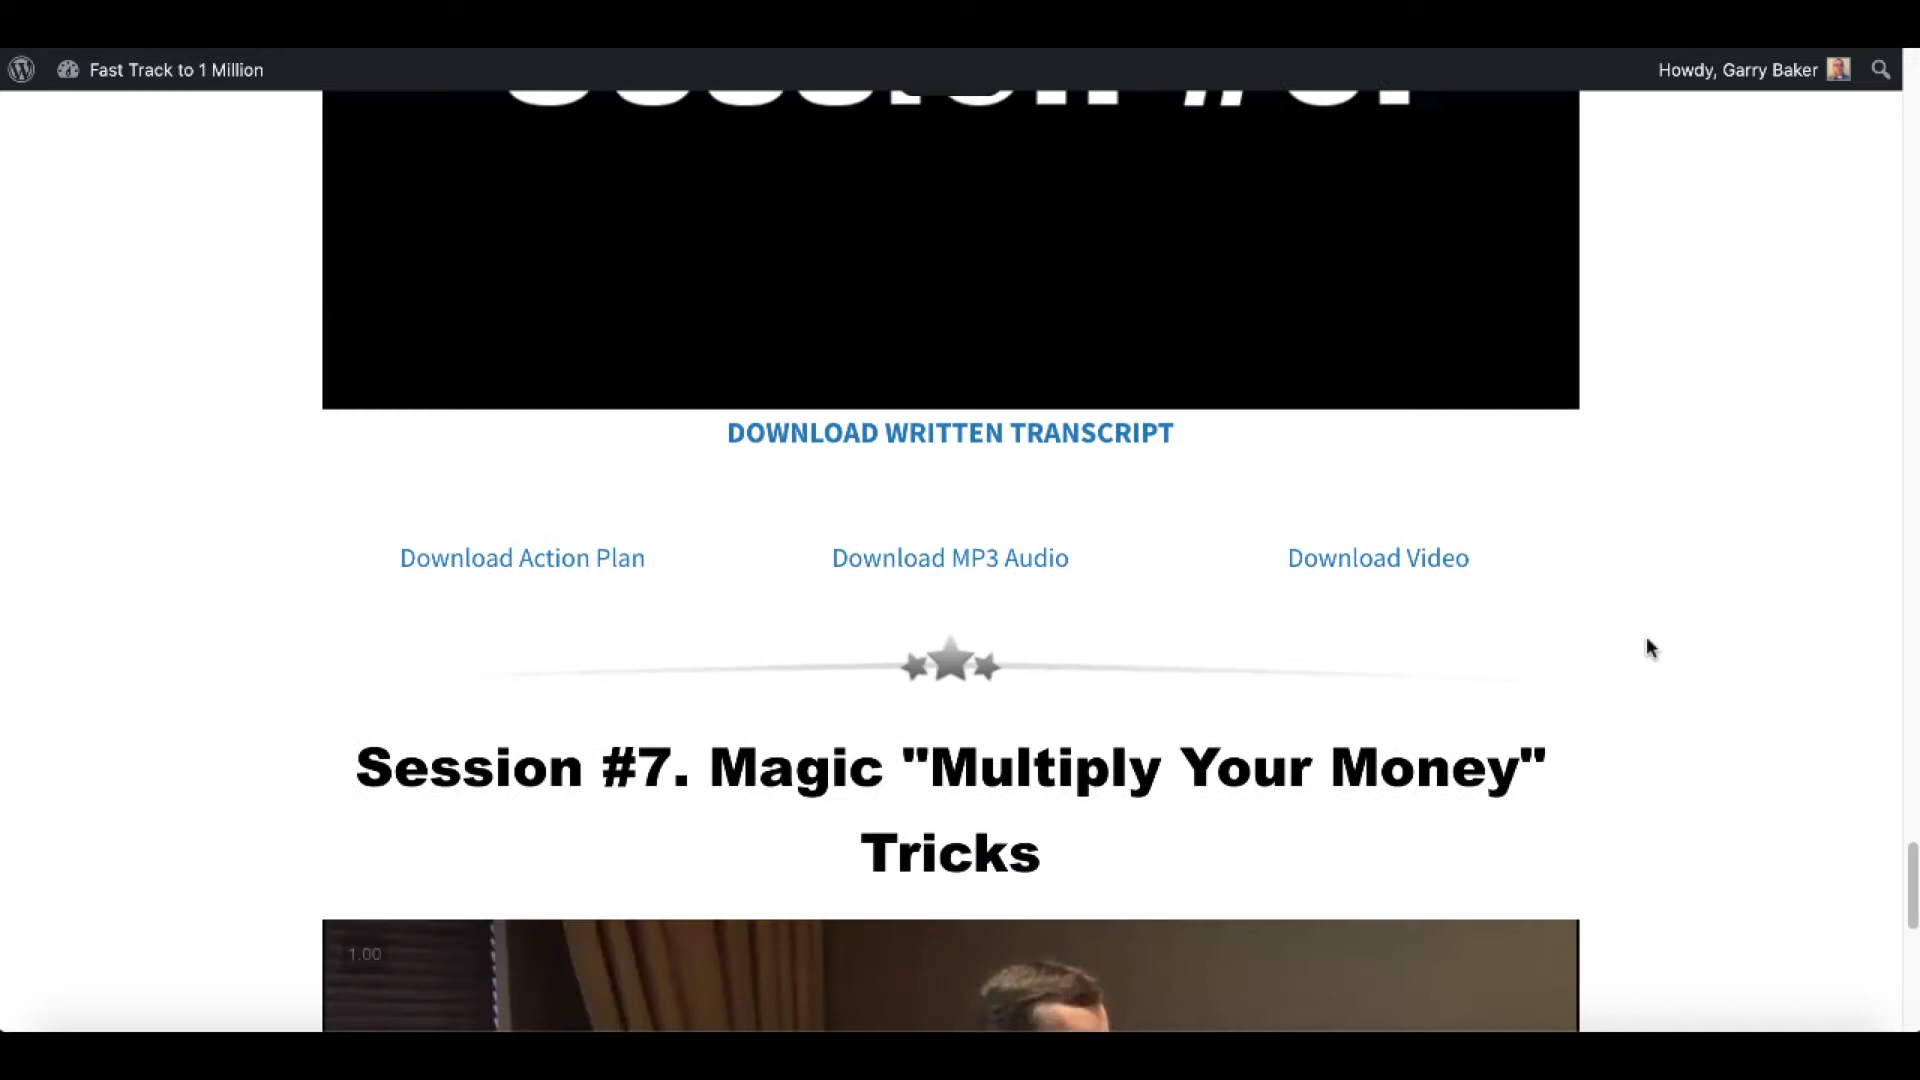 Fast Track to 1 Million
Howdy, Garry Baker
DOWNLOAD WRITTEN TRANSCRIPT
Download Action Plan
Download MP3 Audio
Download Video
Session #7. Magic "Multiply Your Money"
Tricks
1.00